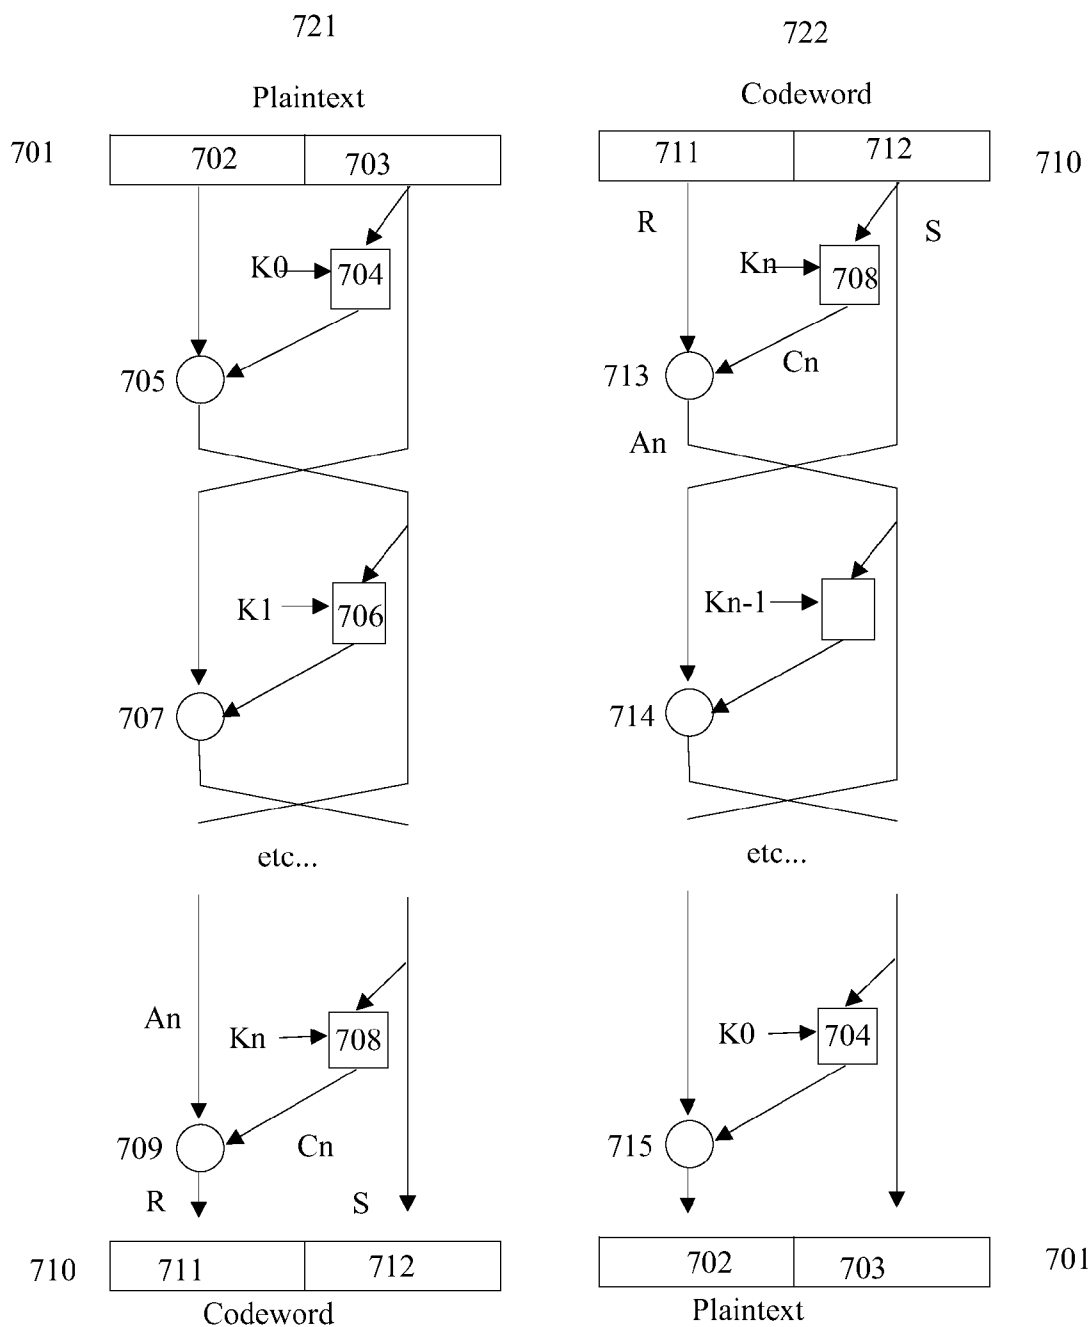 721
722
Plaintext
Codeword
701
702
703
711
712
710
R
S
K0
704
Kn
708
705
713
Cn
An
K1
706
Kn-1
707
714
etc...
etc...
An
Kn
708
K0
704
709
Cn
715
R
S
710
711
712
702
703
701
Codeword
Plaintext